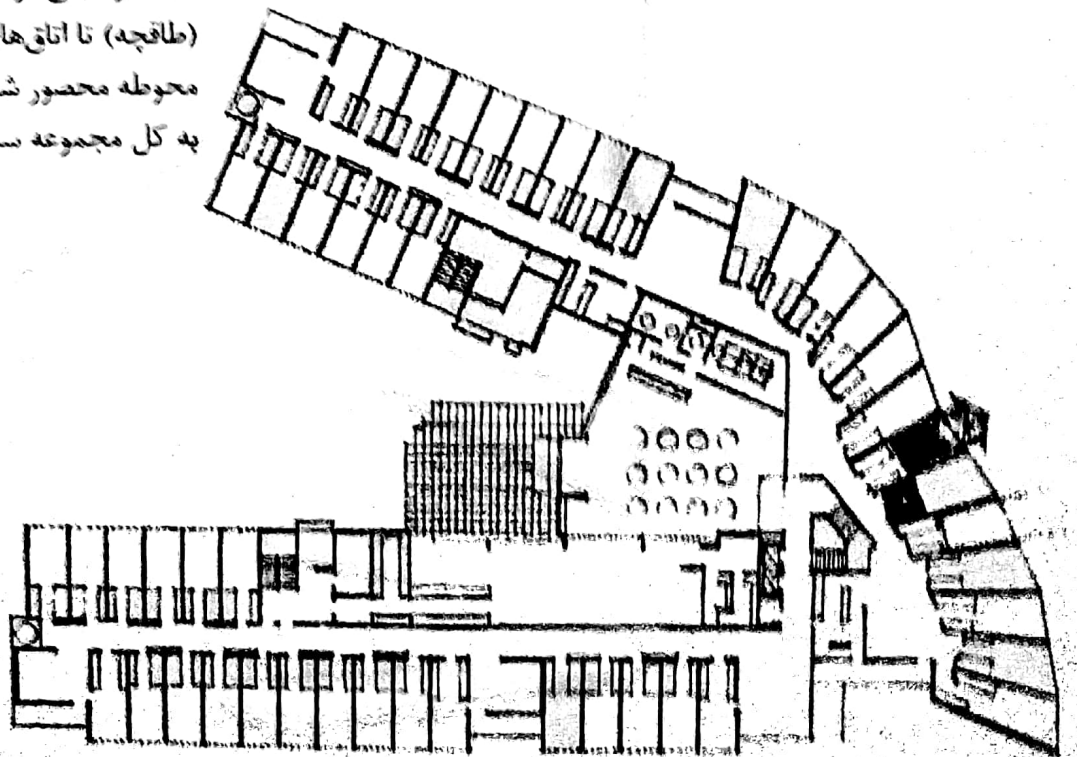 (طاقچه) تا اتاق‌ها
محوطه محصور ش
به کل مجموعه س